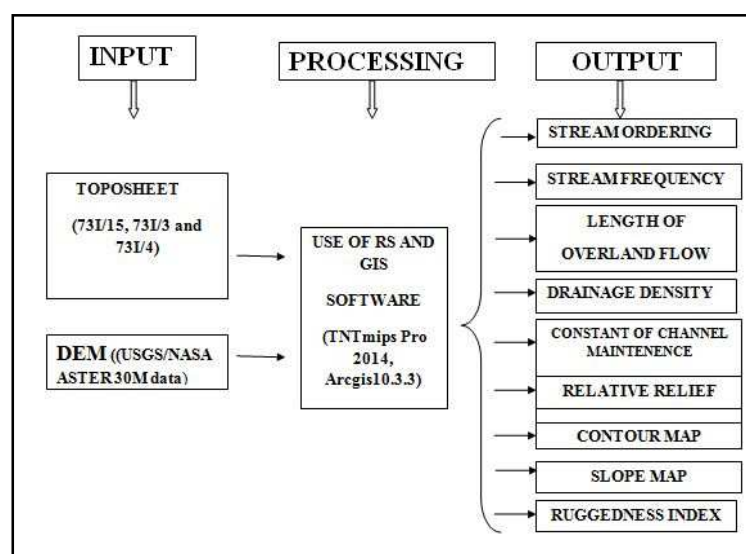 INPUT
PROCESSING
OUTPUT
TOPOSHEET
(73I/15, 73I/3 and
73I/4)
DEM ((USGS/NASA
ASTER 30M data)
USE OF RS AND
GIS
SOFTWARE
(TNTmips Pro
2014,
Arcgis10.3.3)
STREAM ORDERING
STREAM FREQUENCY
LENGTH OF
OVERLAND FLOW
DRAINAGE DENSITY
CONSTANT OF CHANNEL
MAINTENENCE
RELATIVE RELIEF
CONTOUR MAP
SLOPE MAP
RUGGEDNESS INDEX